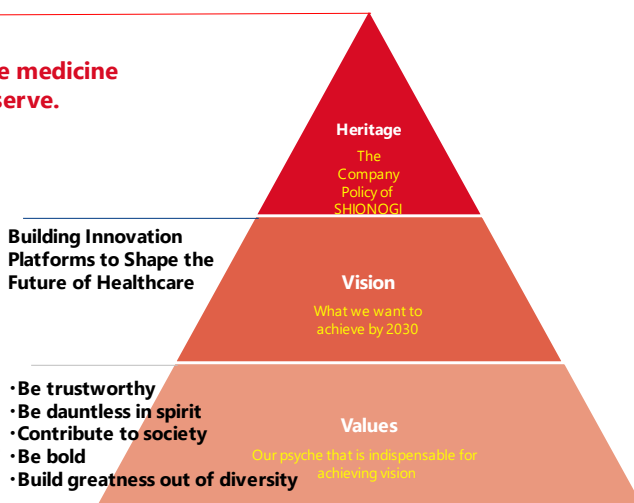 e medicine
serve.
Heritage
The
Company
Policy of
SHIONOGI
Building Innovation
Platforms to Shape the
Future of Healthcare
Vision
What we want to
achieve by 2030
・Be trustworthy
・Be dauntless in spirit
・Contribute to society
・Be bold
・Build greatness out of diversity
Values
Our psyche that is indispensable for
achieving vision